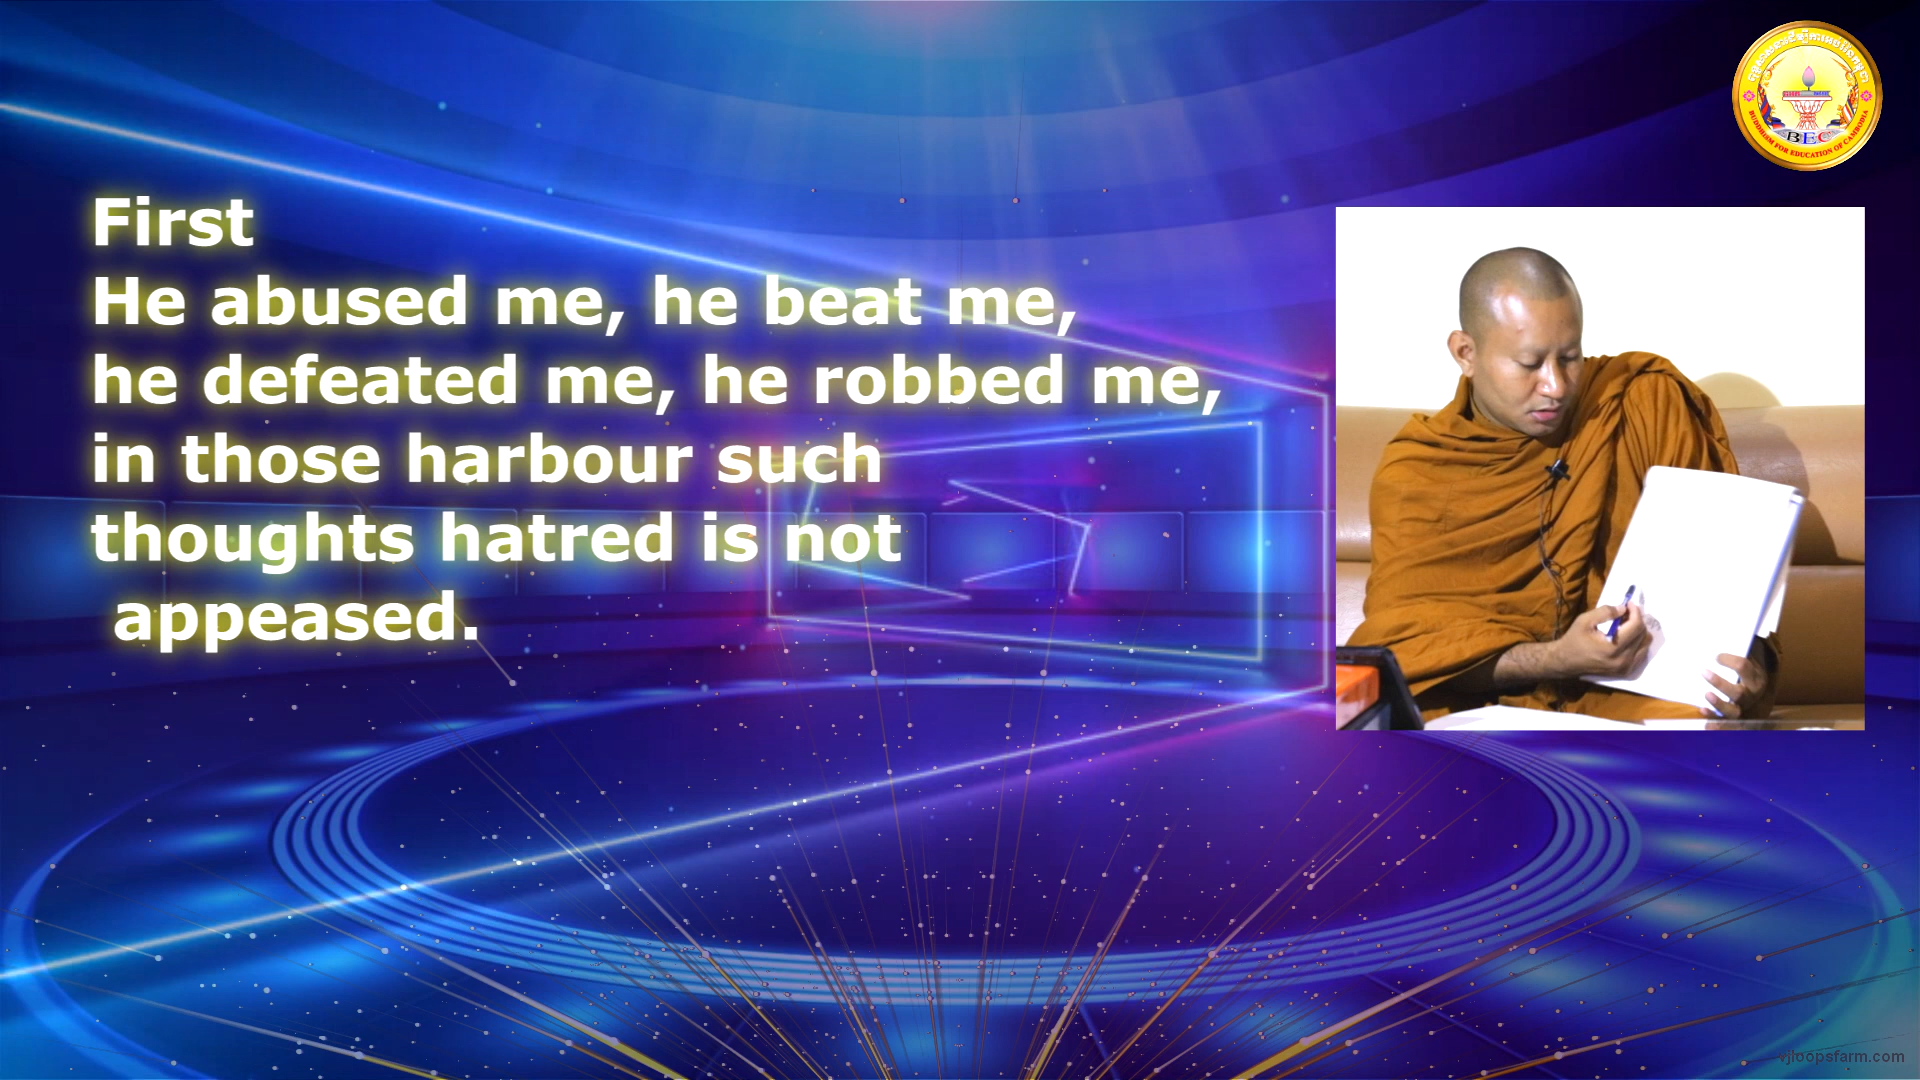 First
He abused me, he beat me,
he defeated me, he robbed me,
in those harbour such
thoughts hatred is not
appeased.
BEC
BUDDHISM FOR EDUCATION OF CAMBODIA
vjloopsfarm.com